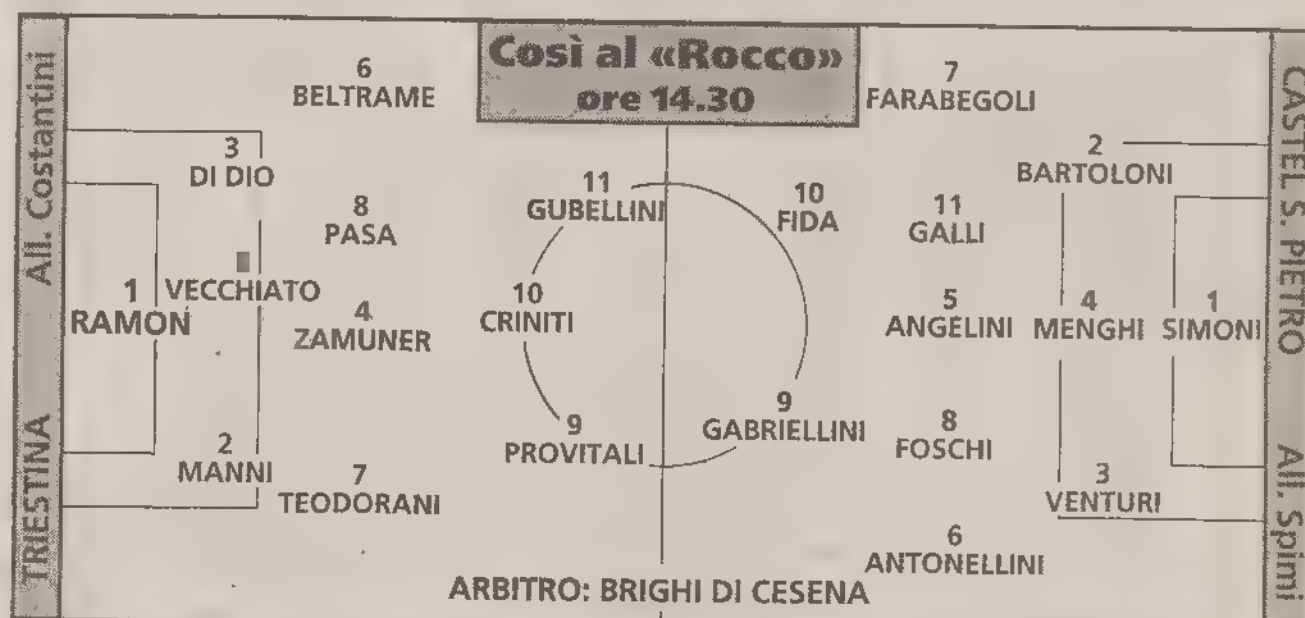 Così al «Rocco»
ore 14.30
TRIESTINA All. Costantini
1
RAMON
3
DI DIO
VECCHIATO
2
MANNI
6
BELTRAME
8
PASA
4
ZAMUNER
7
TEODORANI
11
GUBELLINI
10
CRINITI
9
PROVITALI
10
FIDA
9
GABRIELLINI
7
FARABEGOLI
11
GALLI
5
ANGELINI
8
FOSCHI
6
ANTONELLINI
2
BARTOLONI
4
MENGHI
3
VENTURI
1
SIMONI
CASTEL S. PIETRO All. Spimi
ARBITRO: BRIGHI DI CESENA